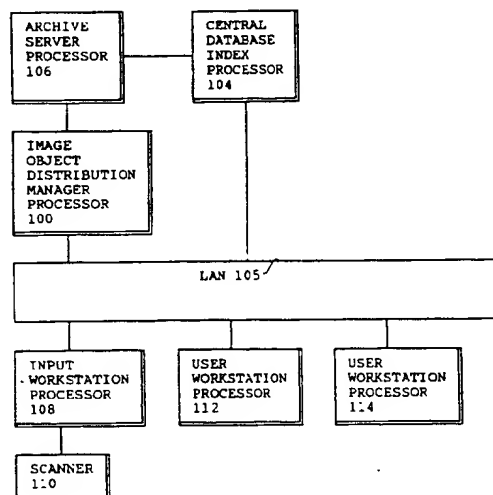 ARCHIVE
SERVER
PROCESSOR
106
CENTRAL
DATABASE
INDEX
PROCESSOR
104
IMAGE
OBJECT
DISTRIBUTION
MANAGER
PROCESSOR
100
LAN 105
INPUT
WORKSTATION
PROCESSOR
108
USER
WORKSTATION
PROCESSOR
112
USER
WORKSTATION
PROCESSOR
114
SCANNER
110